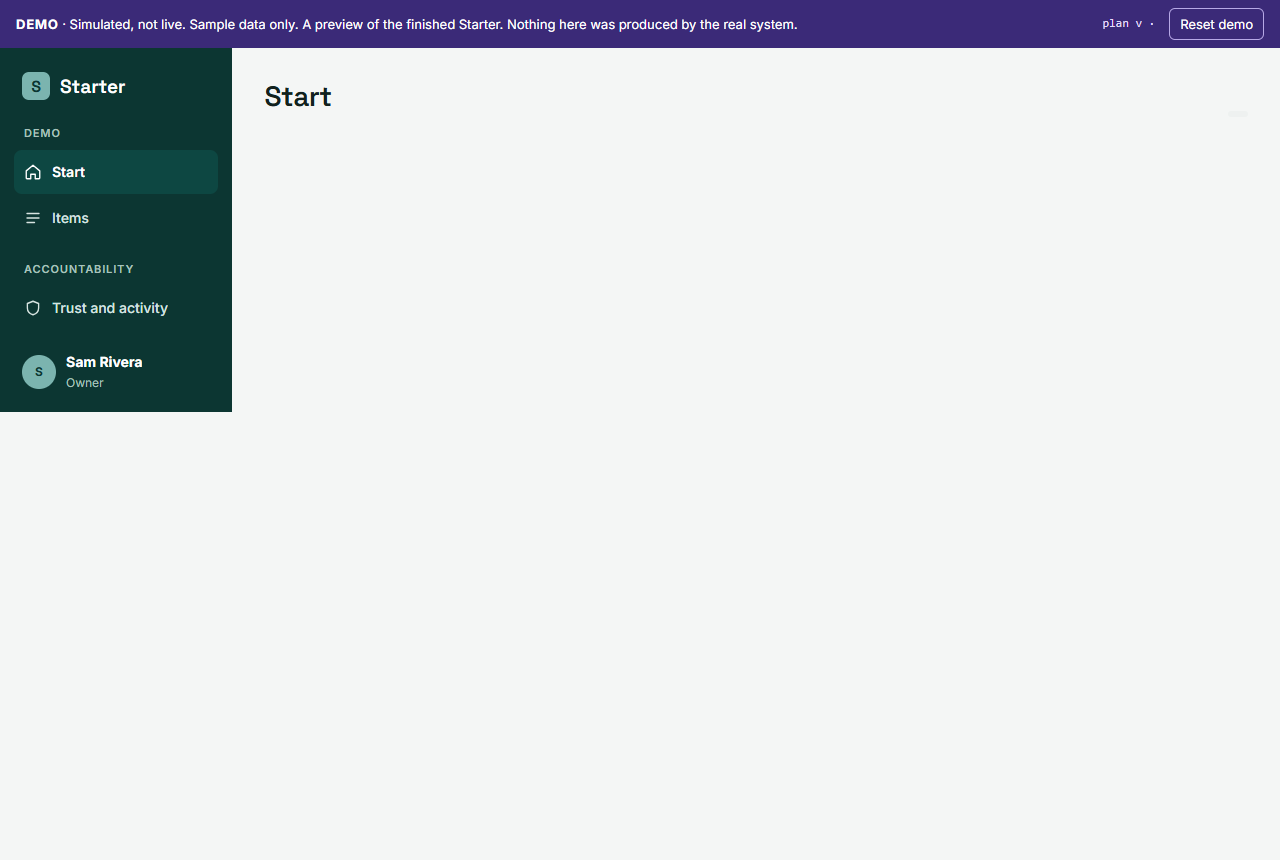 DEMO · Simulated, not live. Sample data only. A preview of the finished Starter. Nothing here was produced by the real system.
plan v ·
Reset demo
S Starter
DEMO
Start
Items
ACCOUNTABILITY
Trust and activity
S
Sam Rivera
Owner
Start